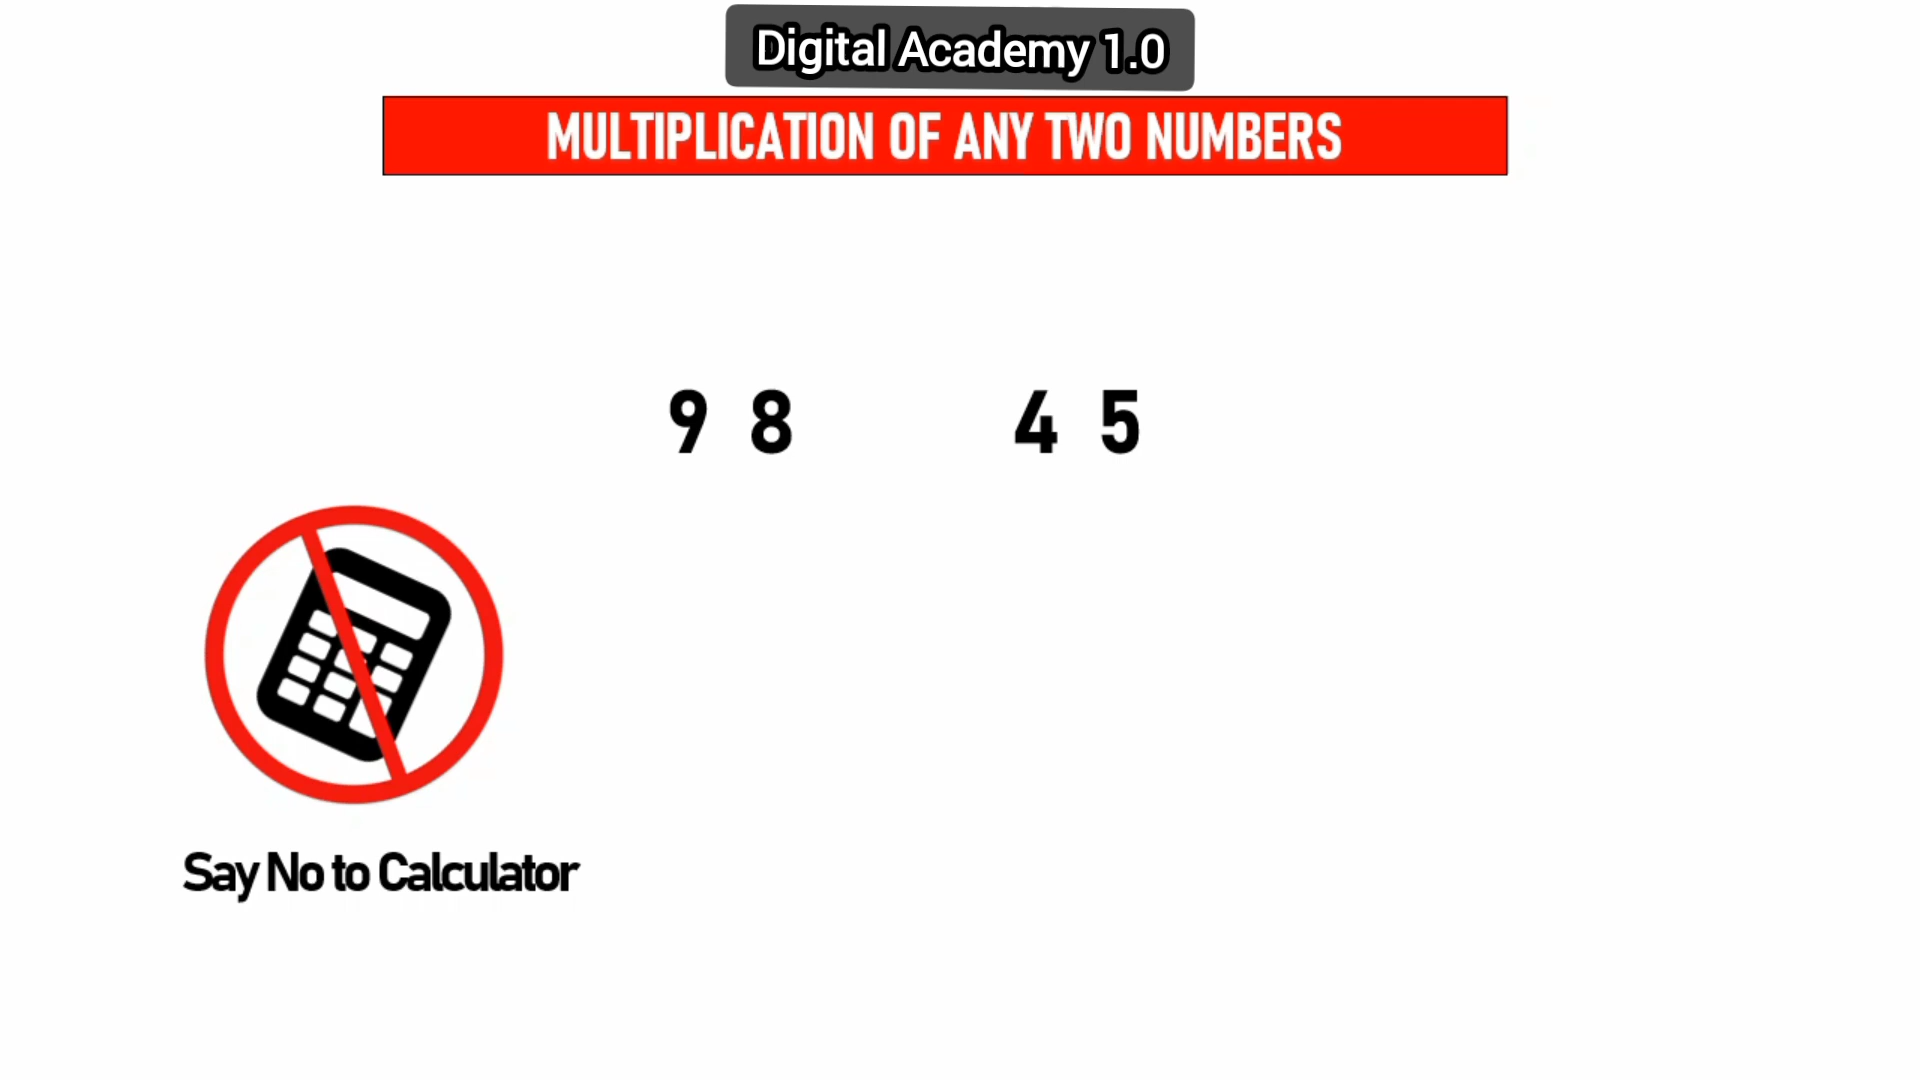 Digital Academy 1.0
MULTIPLICATION OF ANY TWO NUMBERS
9 8 4 5
Say No to Calculator